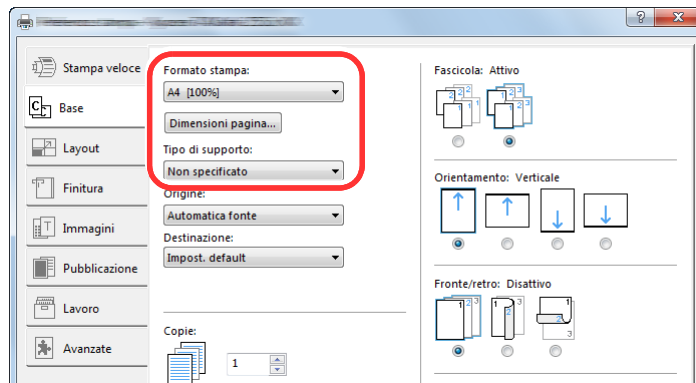 Stampa veloce
Base
Layout
Finitura
Immagini
Pubblicazione
Lavoro
Avanzate
Formato stampa:
A4 [100%]
Dimensioni pagina...
Tipo di supporto:
Non specificato
Origine:
Automatica fonte
Destinazione:
Impost. default
Copie:
1
Fascicola: Attivo
Orientamento: Verticale
Fronte/retro: Disattivo